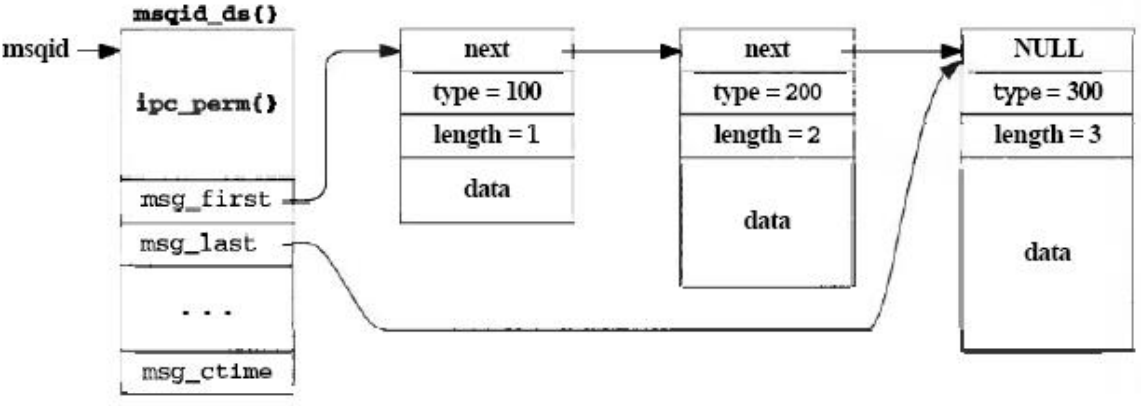 msqid_ds{}
msqid
ipc_perm{}
msg_first
msg_last
. . .
msg_ctime
next
type = 100
length = 1
data
next
type = 200
length = 2
data
NULL
type = 300
length = 3
data